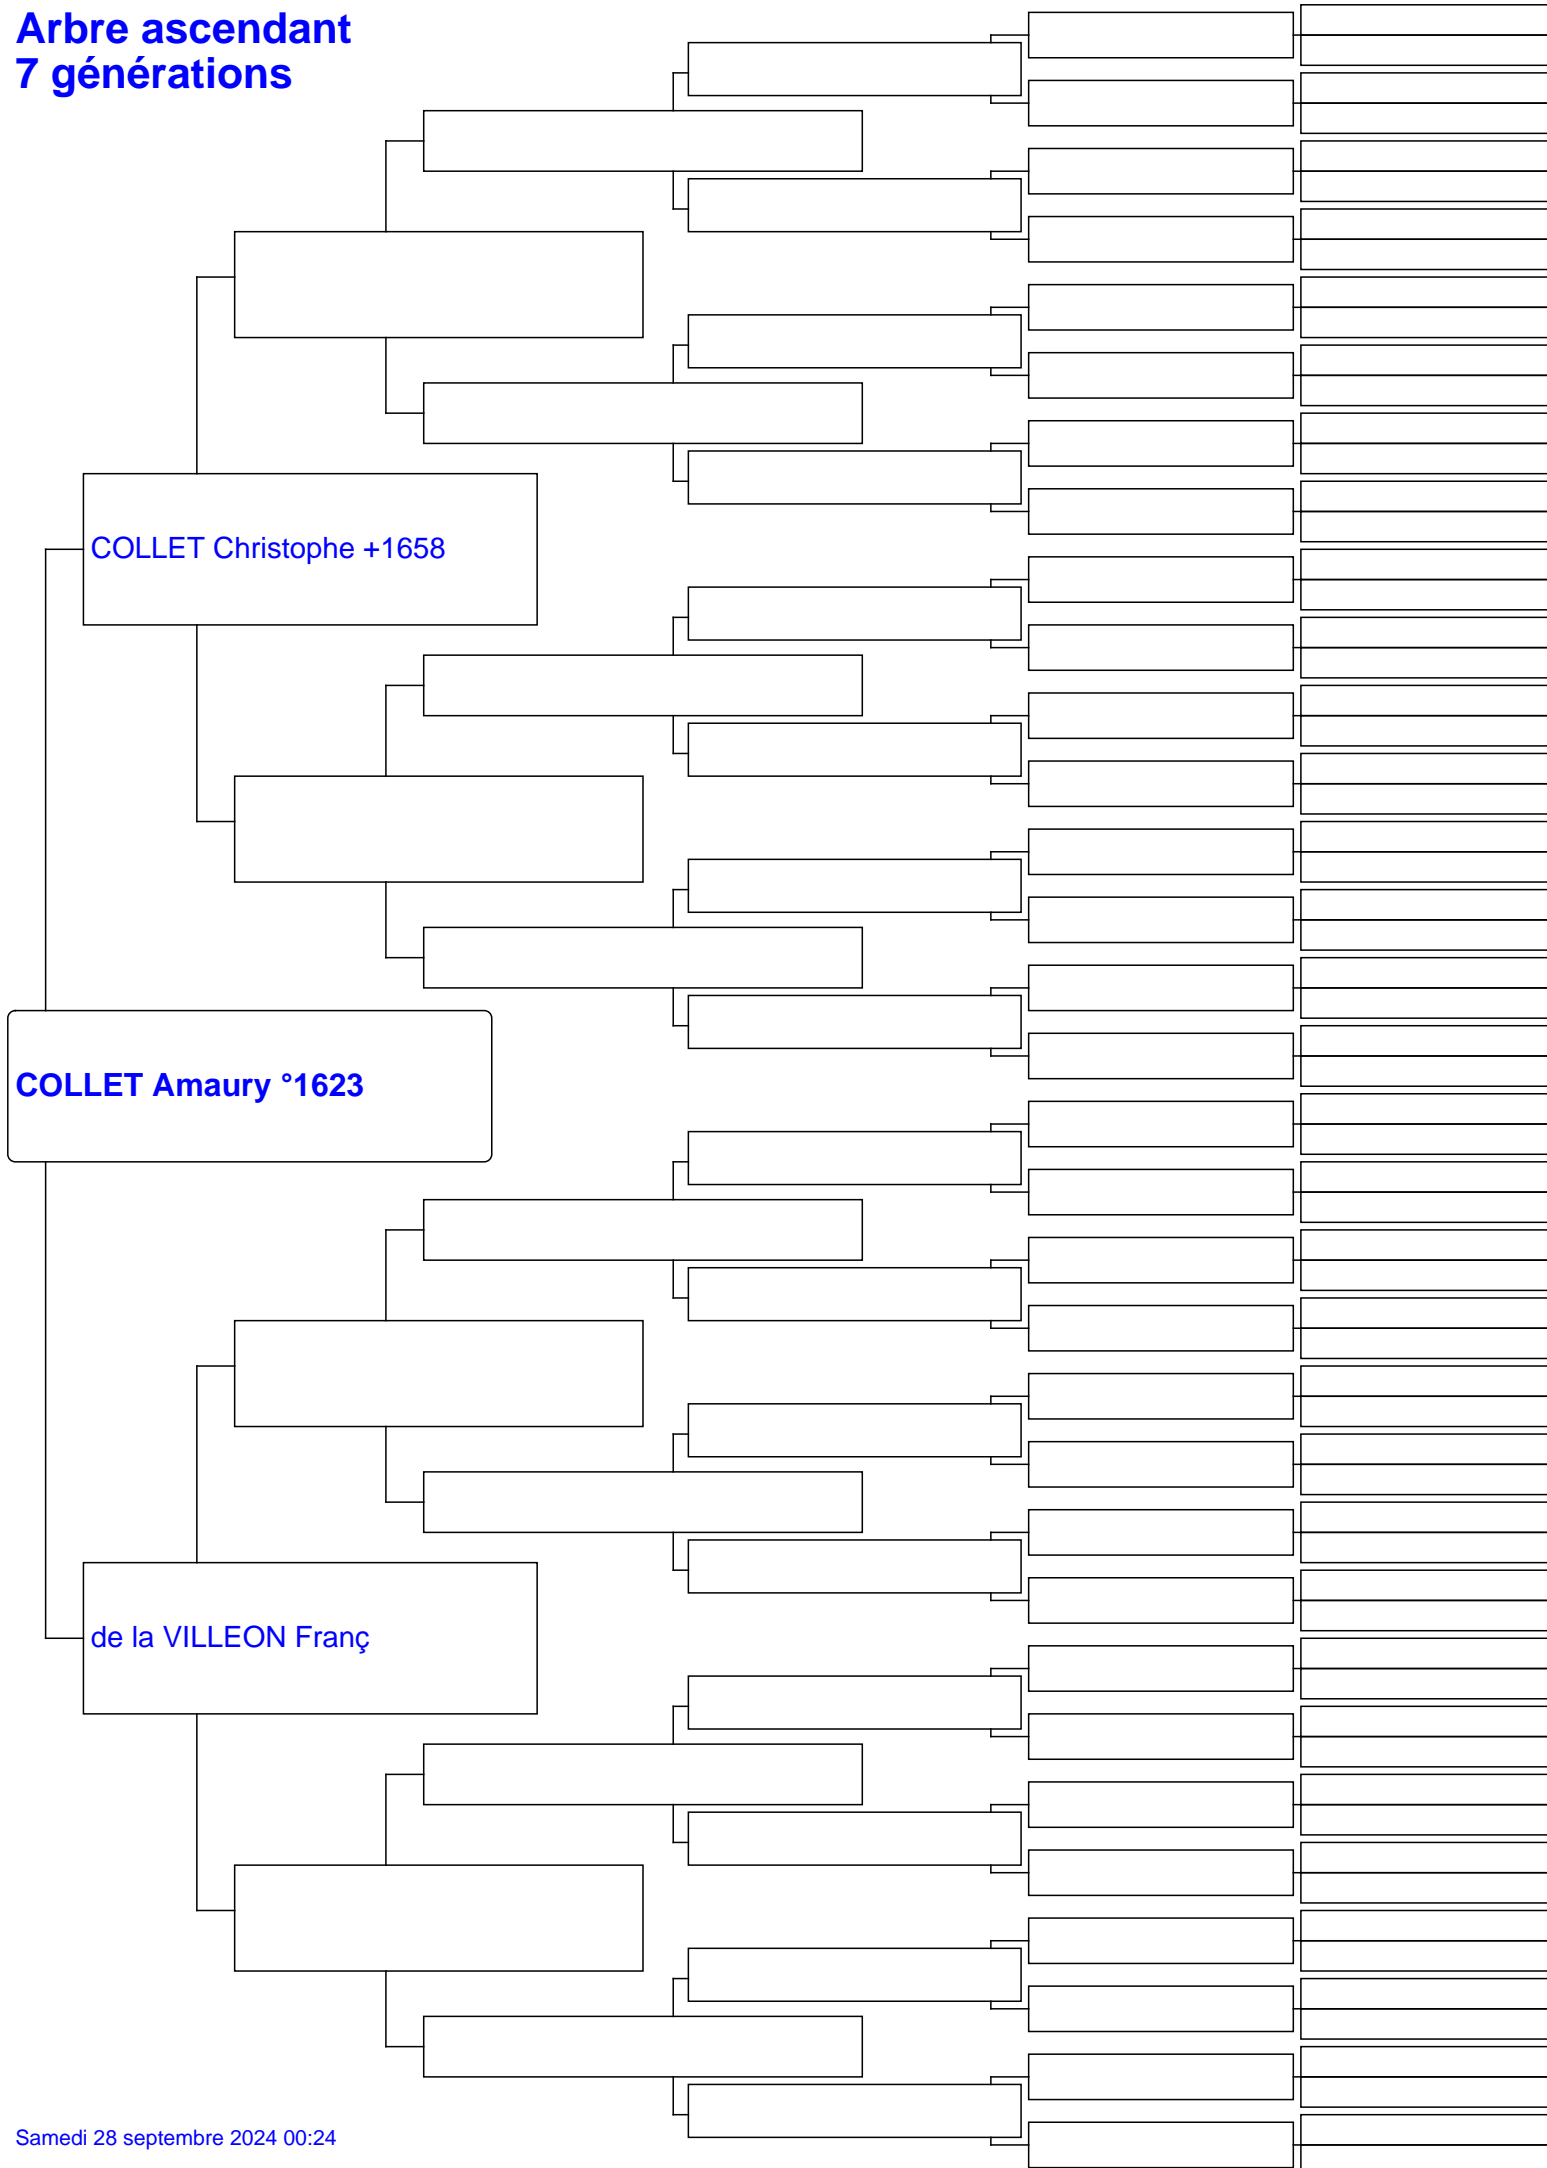 Arbre ascendant
7 générations
COLLET Christophe +1658
COLLET Amaury °1623
de la VILLEON Franç
Samedi 28 septembre 2024 00:24